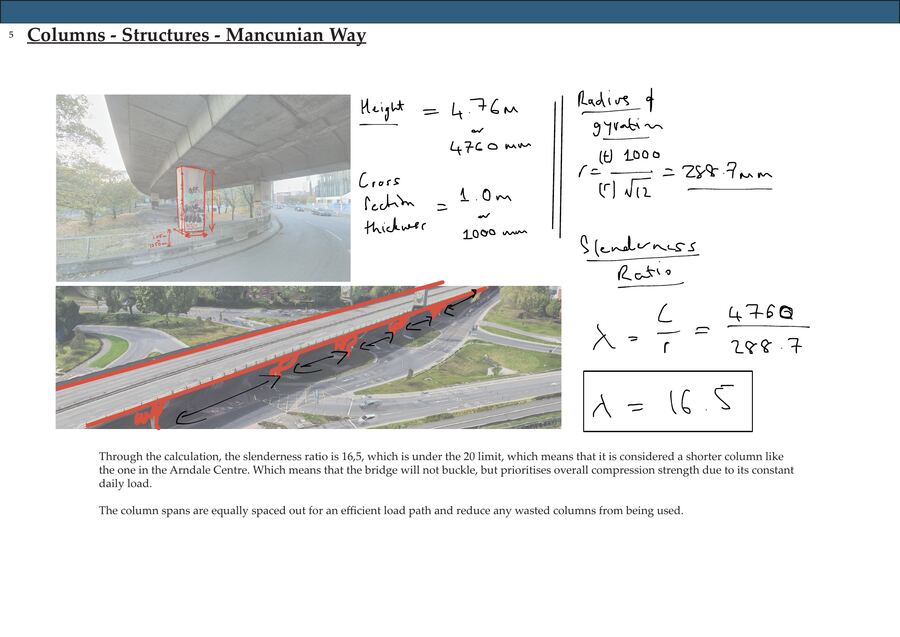 5
Columns - Structures - Mancunian Way
Height = 4.76m
or
4760 mm
Cross
Section
thickness = 1.0m
or
1000 mm
Radius of
gyration
r = (t) 1000 / (r) √12 = 288.7mm
Slenderness
Ratio
λ = L / r = 4760 / 288.7
λ = 16.5
Through the calculation, the slenderness ratio is 16,5, which is under the 20 limit, which means that it is considered a shorter column like
the one in the Arndale Centre. Which means that the bridge will not buckle, but prioritises overall compression strength due to its constant
daily load.
The column spans are equally spaced out for an efficient load path and reduce any wasted columns from being used.